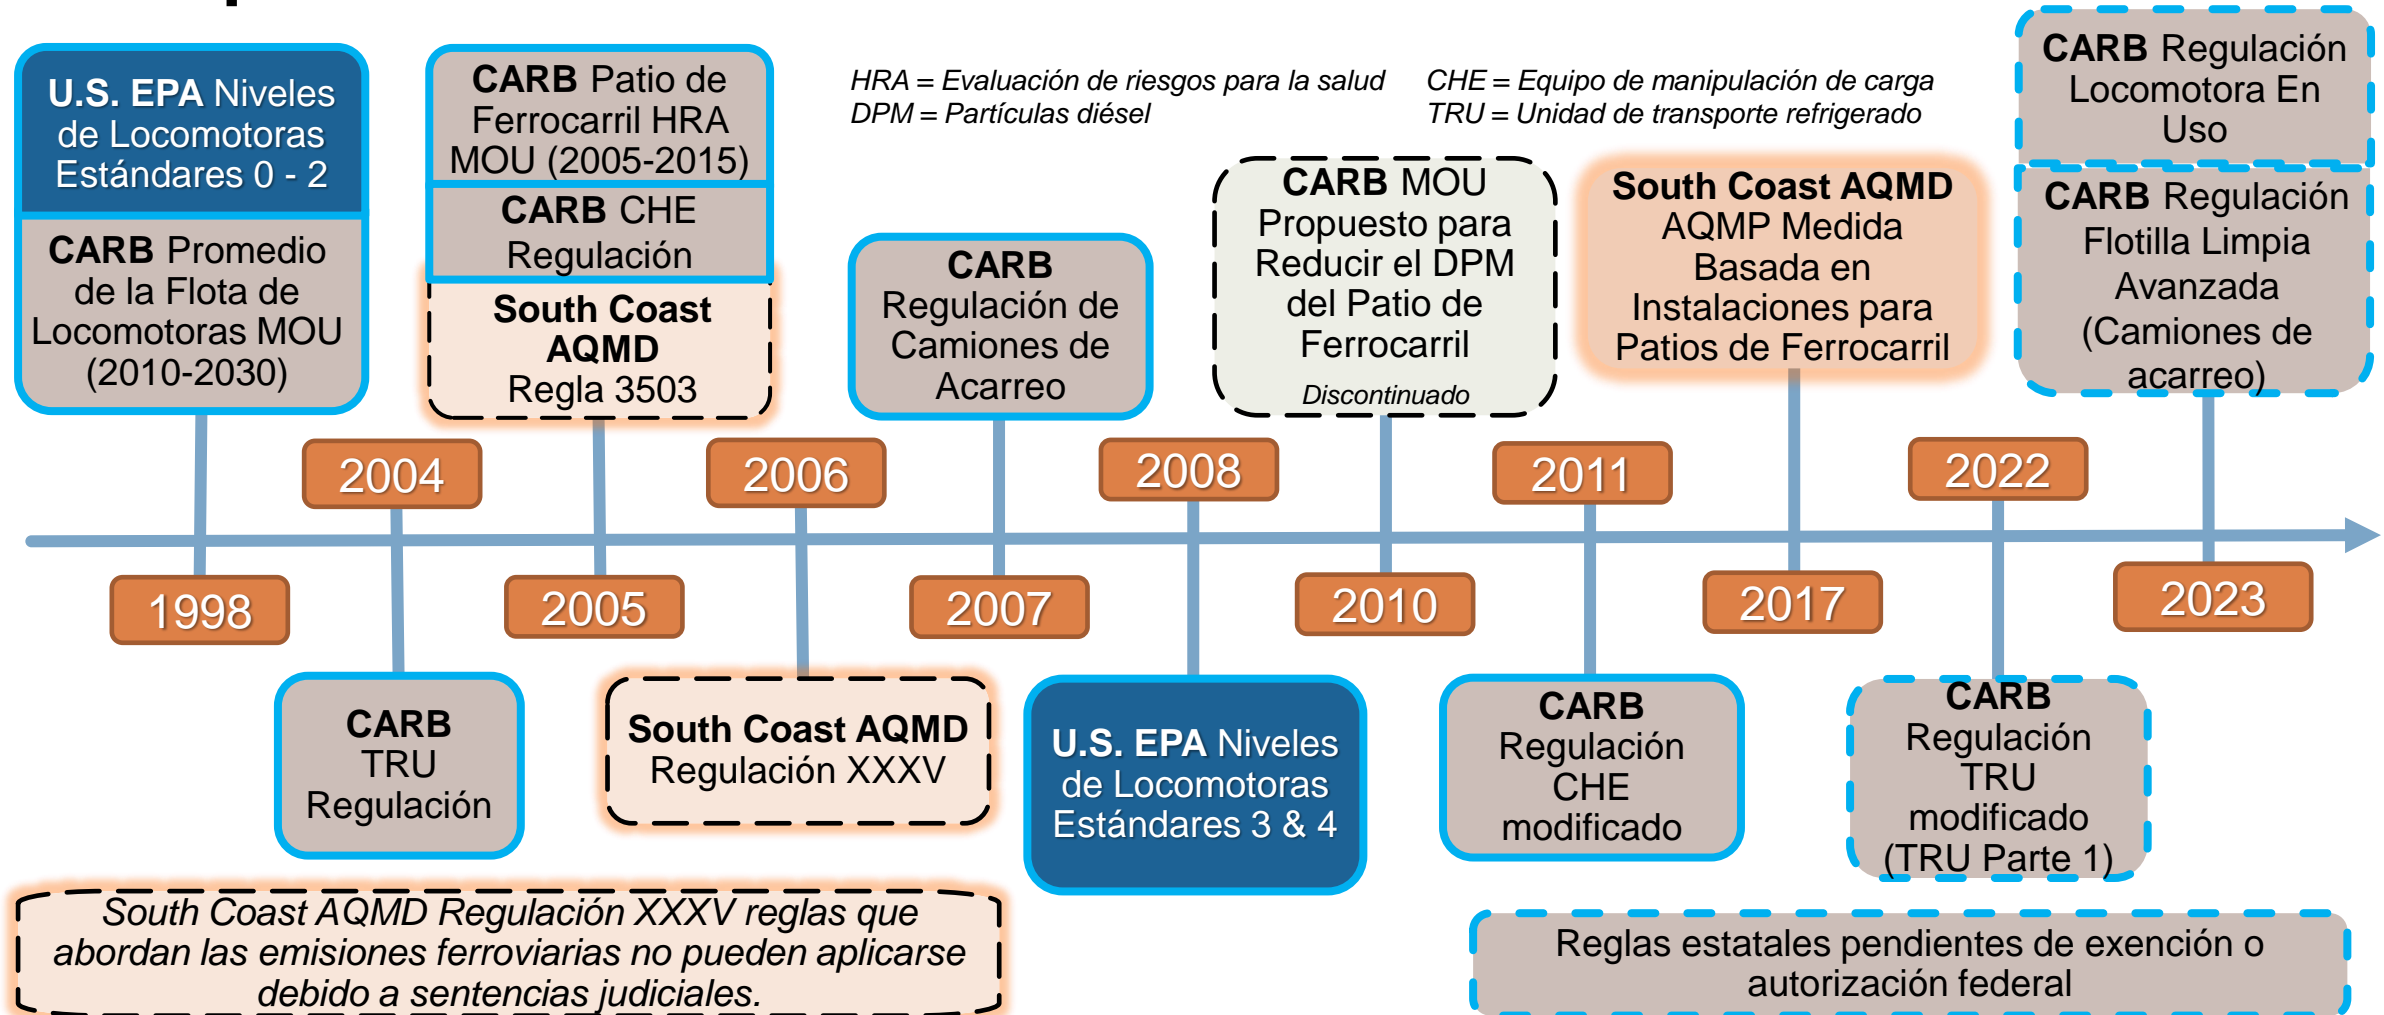 U.S. EPA Niveles
de Locomotoras
Estándares 0 - 2
CARB Promedio
de la Flota de
Locomotoras MOU
(2010-2030)
CARB Patio de
Ferrocarril HRA
MOU (2005-2015)
CARB CHE
Regulación
South Coast
AQMD
Regla 3503
HRA = Evaluación de riesgos para la salud
DPM = Partículas diésel
CHE = Equipo de manipulación de carga
TRU = Unidad de transporte refrigerado
CARB
Regulación de
Camiones de
Acarreo
CARB MOU
Propuesto para
Reducir el DPM
del Patio de
Ferrocarril
Discontinuado
South Coast AQMD
AQMP Medida
Basada en
Instalaciones para
Patios de Ferrocarril
CARB Regulación
Locomotora En
Uso
CARB Regulación
Flotilla Limpia
Avanzada
(Camiones de
acarreo)
2004
2006
2008
2011
2022
1998
2005
2007
2010
2017
2023
CARB
TRU
Regulación
South Coast AQMD
Regulación XXXV
U.S. EPA Niveles
de Locomotoras
Estándares 3 & 4
CARB
Regulación
CHE
modificado
CARB
Regulación
TRU
modificado
(TRU Parte 1)
South Coast AQMD Regulación XXXV reglas que
abordan las emisiones ferroviarias no pueden aplicarse
debido a sentencias judiciales.
Reglas estatales pendientes de exención o
autorización federal